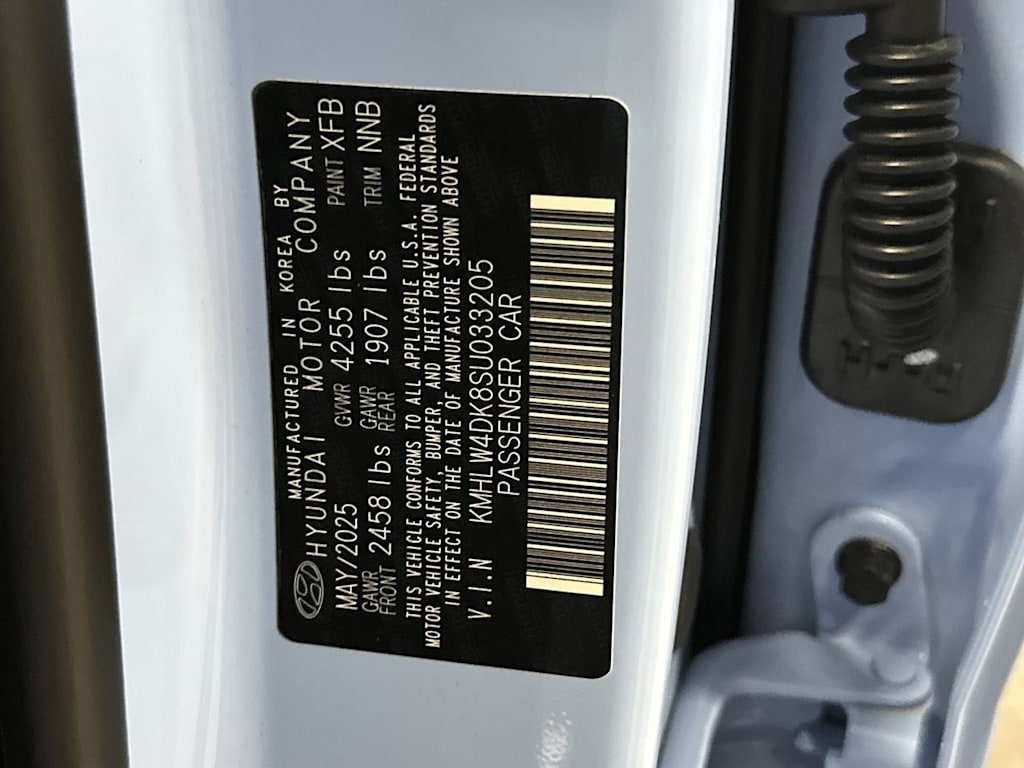 MANUFACTURED IN KOREA BY
HYUNDAI MOTOR COMPANY
MAY/2025 GVWR 4255 lbs PAINT XFB
GAWR FRONT 2458 lbs GAWR REAR 1907 lbs TRIM NNB
THIS VEHICLE CONFORMS TO ALL APPLICABLE U.S.A. FEDERAL
MOTOR VEHICLE SAFETY, BUMPER, AND THEFT PREVENTION STANDARDS
IN EFFECT ON THE DATE OF MANUFACTURE SHOWN ABOVE
V.I.N KMHLW4DK8SU033205
PASSENGER CAR